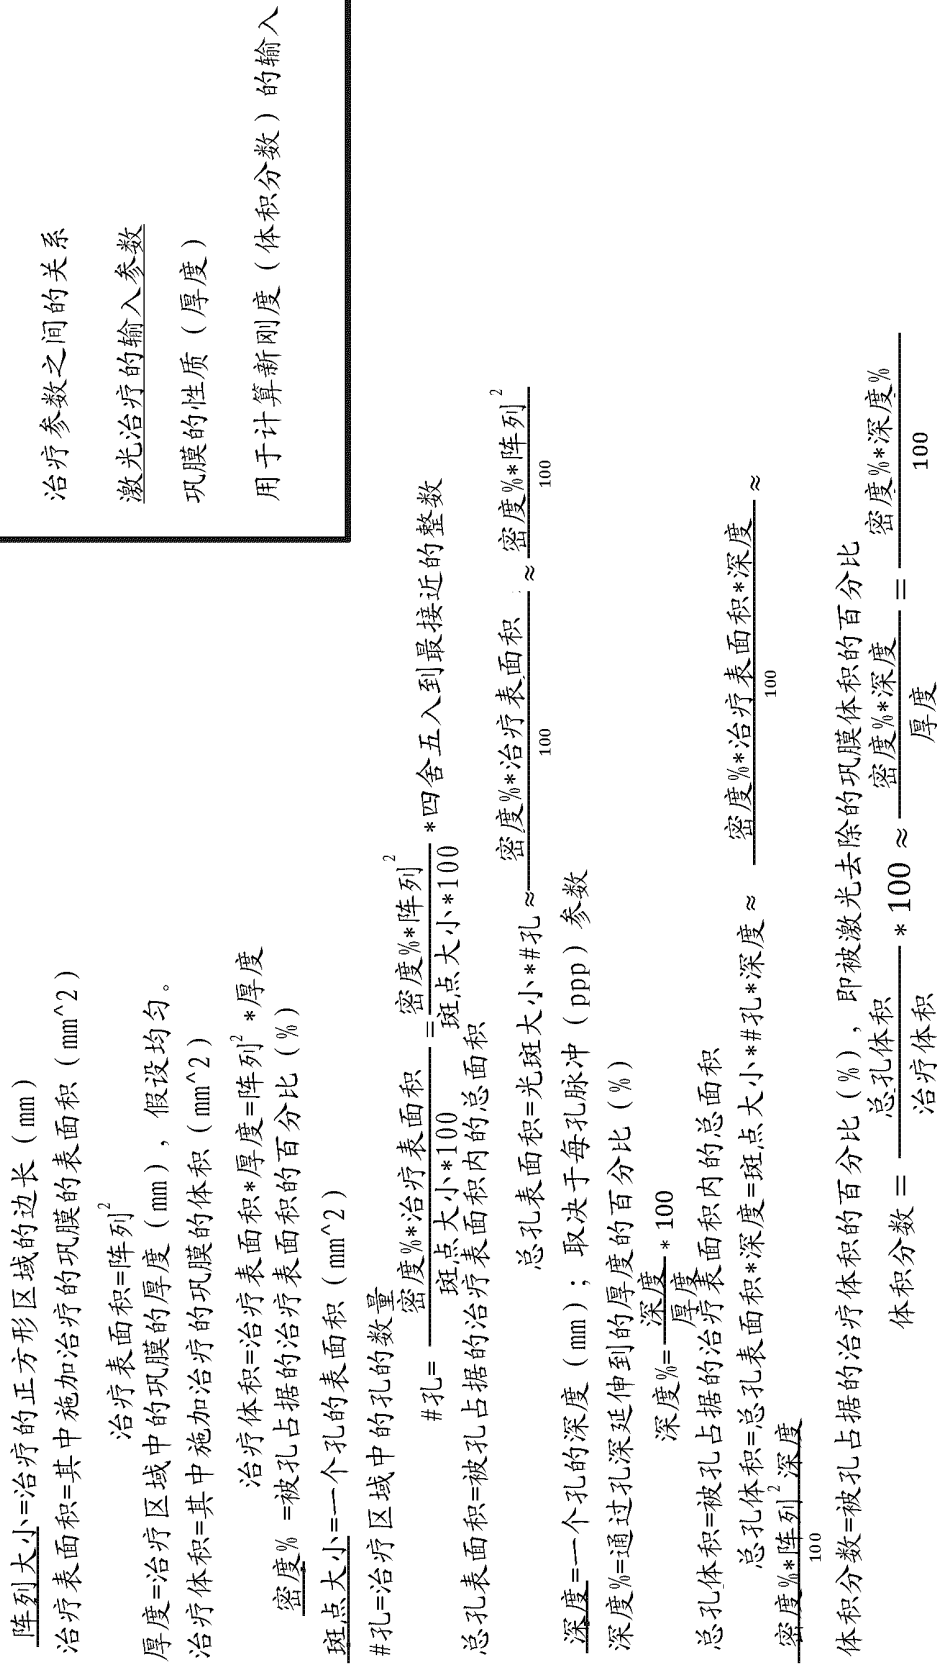 治疗参数之间的关系
激光治疗的输入参数
巩膜的性质（厚度）
用于计算新刚度（体积分数）的输入
阵列大小=治疗的正方形区域的边长（mm）
治疗表面积=其中施加治疗的巩膜的表面积（mm^2）
治疗表面积=阵列²
厚度=治疗区域中的巩膜的厚度（mm），假设均匀。
治疗体积=其中施加治疗的巩膜的体积（mm^2）
治疗体积=治疗表面积*厚度=阵列²*厚度
密度% =被孔占据的治疗表面积的百分比（%）
斑点大小=一个孔的表面积（mm^2）
#孔=治疗区域中的孔的数量
#孔= 密度%*治疗表面积 / 斑点大小*100 = 密度%*阵列² / 斑点大小*100 *四舍五入到最接近的整数
总孔表面积=被孔占据的治疗表面积内的总面积
总孔表面积=光斑大小*#孔 ≈ 密度%*治疗表面积 / 100 ≈ 密度%*阵列² / 100
深度=一个孔的深度（mm）；取决于每孔脉冲（ppp）参数
深度%=通过孔深延伸到的厚度的百分比（%）
深度%= 深度 / 厚度 * 100
总孔体积=被孔占据的治疗表面积内的总面积
总孔体积=总孔表面积*深度=斑点大小*#孔*深度 ≈ 密度%*治疗表面积*深度 / 100 ≈
密度%*阵列²深度 / 100
体积分数=被孔占据的治疗体积的百分比（%），即被激光去除的巩膜体积的百分比
体积分数 = 总孔体积 / 治疗体积 * 100 ≈ 密度%*深度 / 厚度 = 密度%*深度% / 100